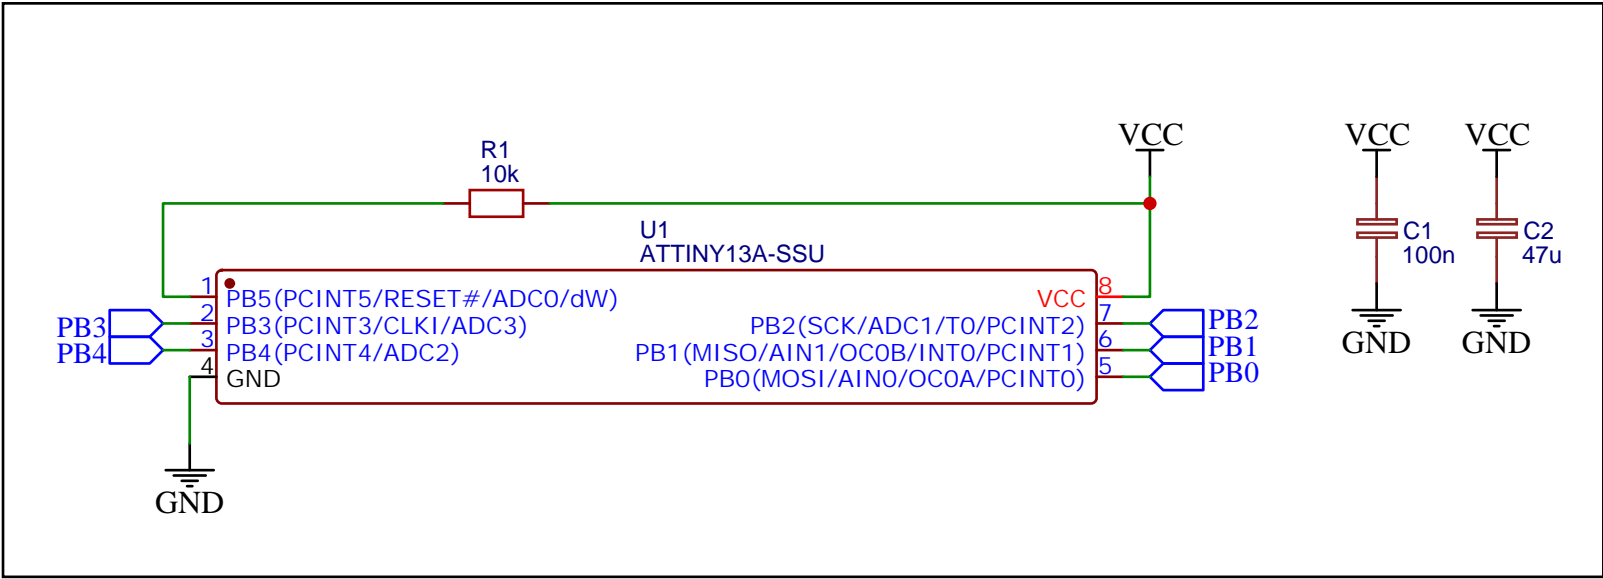 VCC
VCC
VCC
R1
10k
U1
ATTINY13A-SSU
C1
100n
C2
47u
1
PB5(PCINT5/RESET#/ADC0/dW)
VCC
8
PB3
2
PB3(PCINT3/CLKI/ADC3)
PB2(SCK/ADC1/T0/PCINT2)
7
PB2
PB4
3
PB4(PCINT4/ADC2)
PB1(MISO/AIN1/OC0B/INT0/PCINT1)
6
PB1
4
GND
PB0(MOSI/AIN0/OC0A/PCINT0)
5
PB0
GND
GND
GND